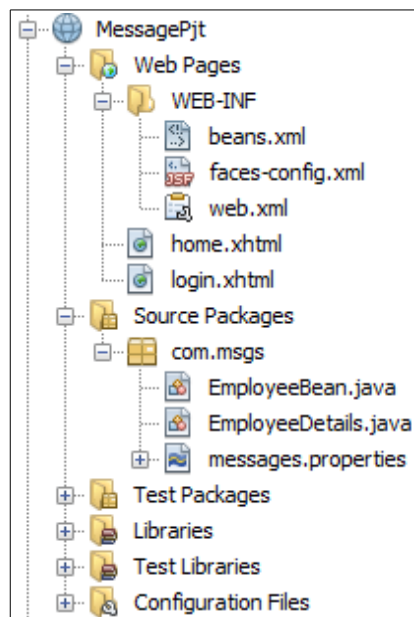 MessagePjt
Web Pages
WEB-INF
beans.xml
faces-config.xml
web.xml
home.xhtml
login.xhtml
Source Packages
com.msgs
EmployeeBean.java
EmployeeDetails.java
messages.properties
Test Packages
Libraries
Test Libraries
Configuration Files